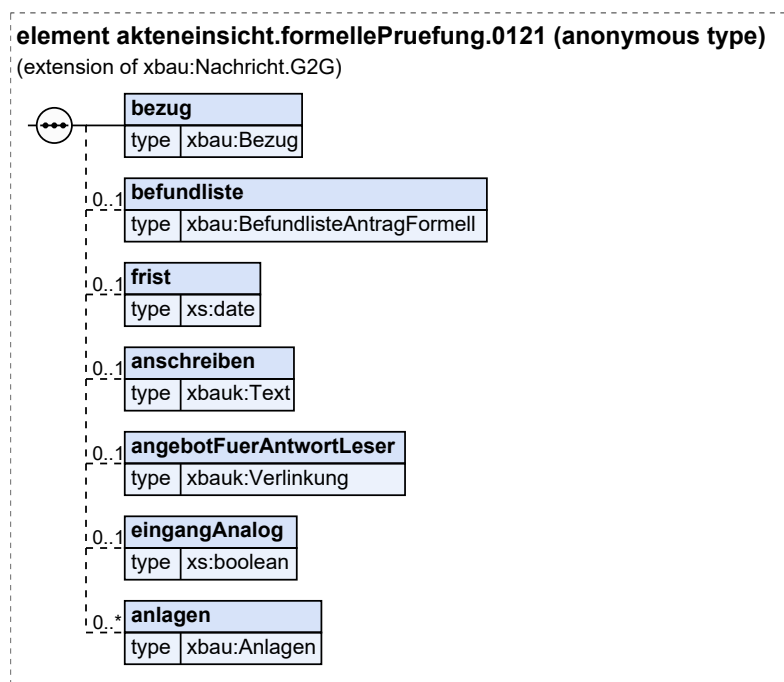 element akteneinsicht.formellePruefung.0121 (anonymous type)
(extension of xbau:Nachricht.G2G)
bezug
type xbau:Bezug
0..1 befundliste
type xbau:BefundlisteAntragFormell
0..1 frist
type xs:date
0..1 anschreiben
type xbauk:Text
0..1 angebotFuerAntwortLeser
type xbauk:Verlinkung
0..1 eingangAnalog
type xs:boolean
0..* anlagen
type xbau:Anlagen